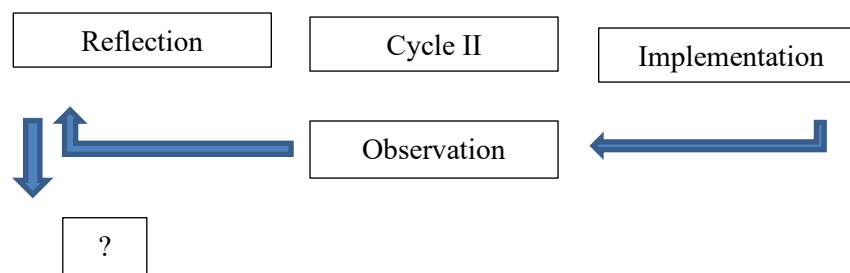 Reflection
Cycle II
Implementation
Observation
?